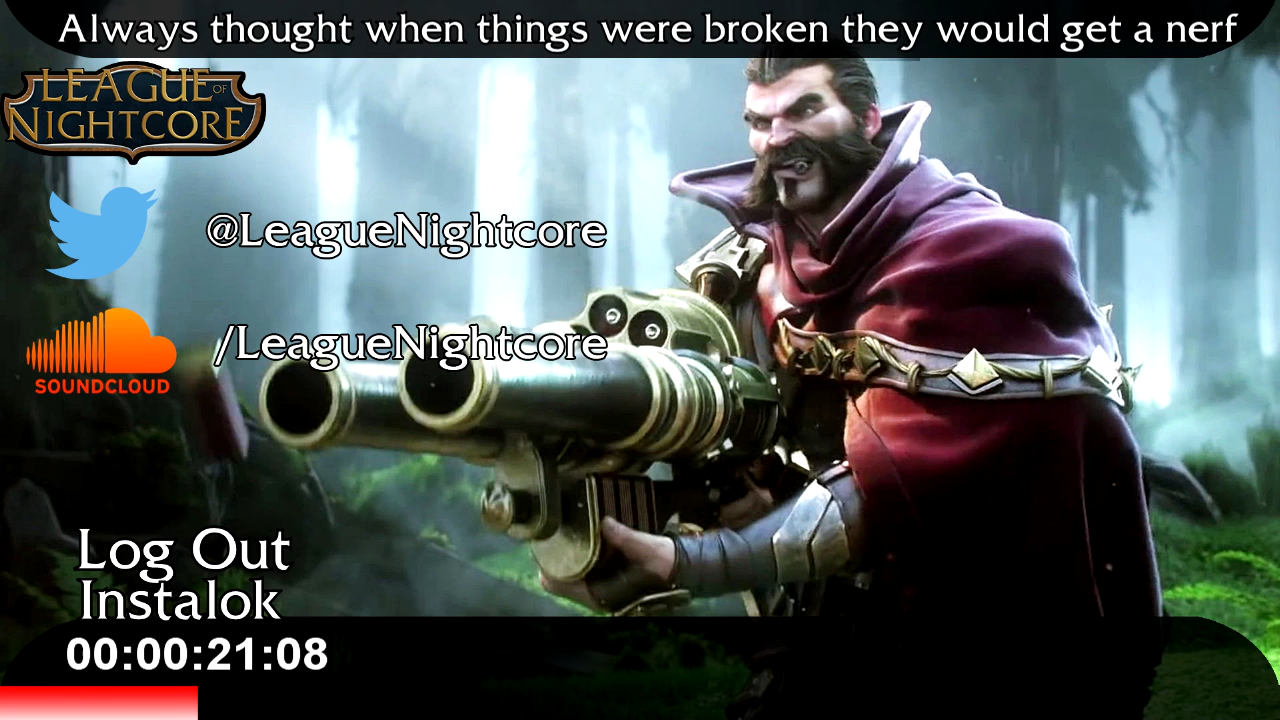 Always thought when things were broken they would get a nerf
LEAGUE OF
NIGHTCORE
@LeagueNightcore
/LeagueNightcore
SOUNDCLOUD
Log Out
Instalok
00:00:21:08